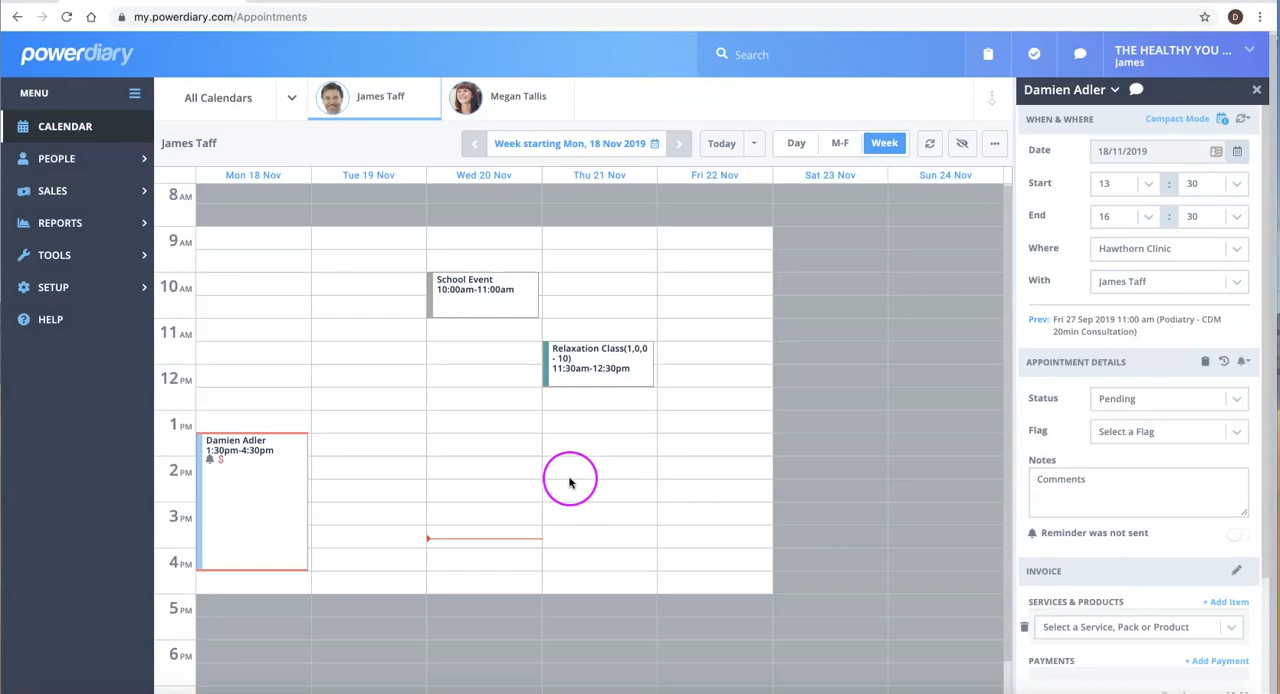 my.powerdiary.com/Appointments
D
powerdiary
Search
THE HEALTHY YOU ...
James
MENU
CALENDAR
PEOPLE
SALES
REPORTS
TOOLS
SETUP
HELP
All Calendars
James Taff
Megan Tallis
James Taff
Week starting Mon, 18 Nov 2019
Today
Day
M-F
Week
Mon 18 Nov
Tue 19 Nov
Wed 20 Nov
Thu 21 Nov
Fri 22 Nov
Sat 23 Nov
Sun 24 Nov
8 AM
9 AM
10 AM
11 AM
12 PM
1 PM
2 PM
3 PM
4 PM
5 PM
6 PM
School Event
10:00am-11:00am
Relaxation Class(1,0,0
- 10)
11:30am-12:30pm
Damien Adler
1:30pm-4:30pm
$
Damien Adler
WHEN & WHERE
Compact Mode
Date
18/11/2019
Start
13 : 30
End
16 : 30
Where
Hawthorn Clinic
With
James Taff
Prev: Fri 27 Sep 2019 11:00 am (Podiatry - CDM
20min Consultation)
APPOINTMENT DETAILS
Status
Pending
Flag
Select a Flag
Notes
Comments
Reminder was not sent
INVOICE
SERVICES & PRODUCTS
+ Add Item
Select a Service, Pack or Product
PAYMENTS
+ Add Payment